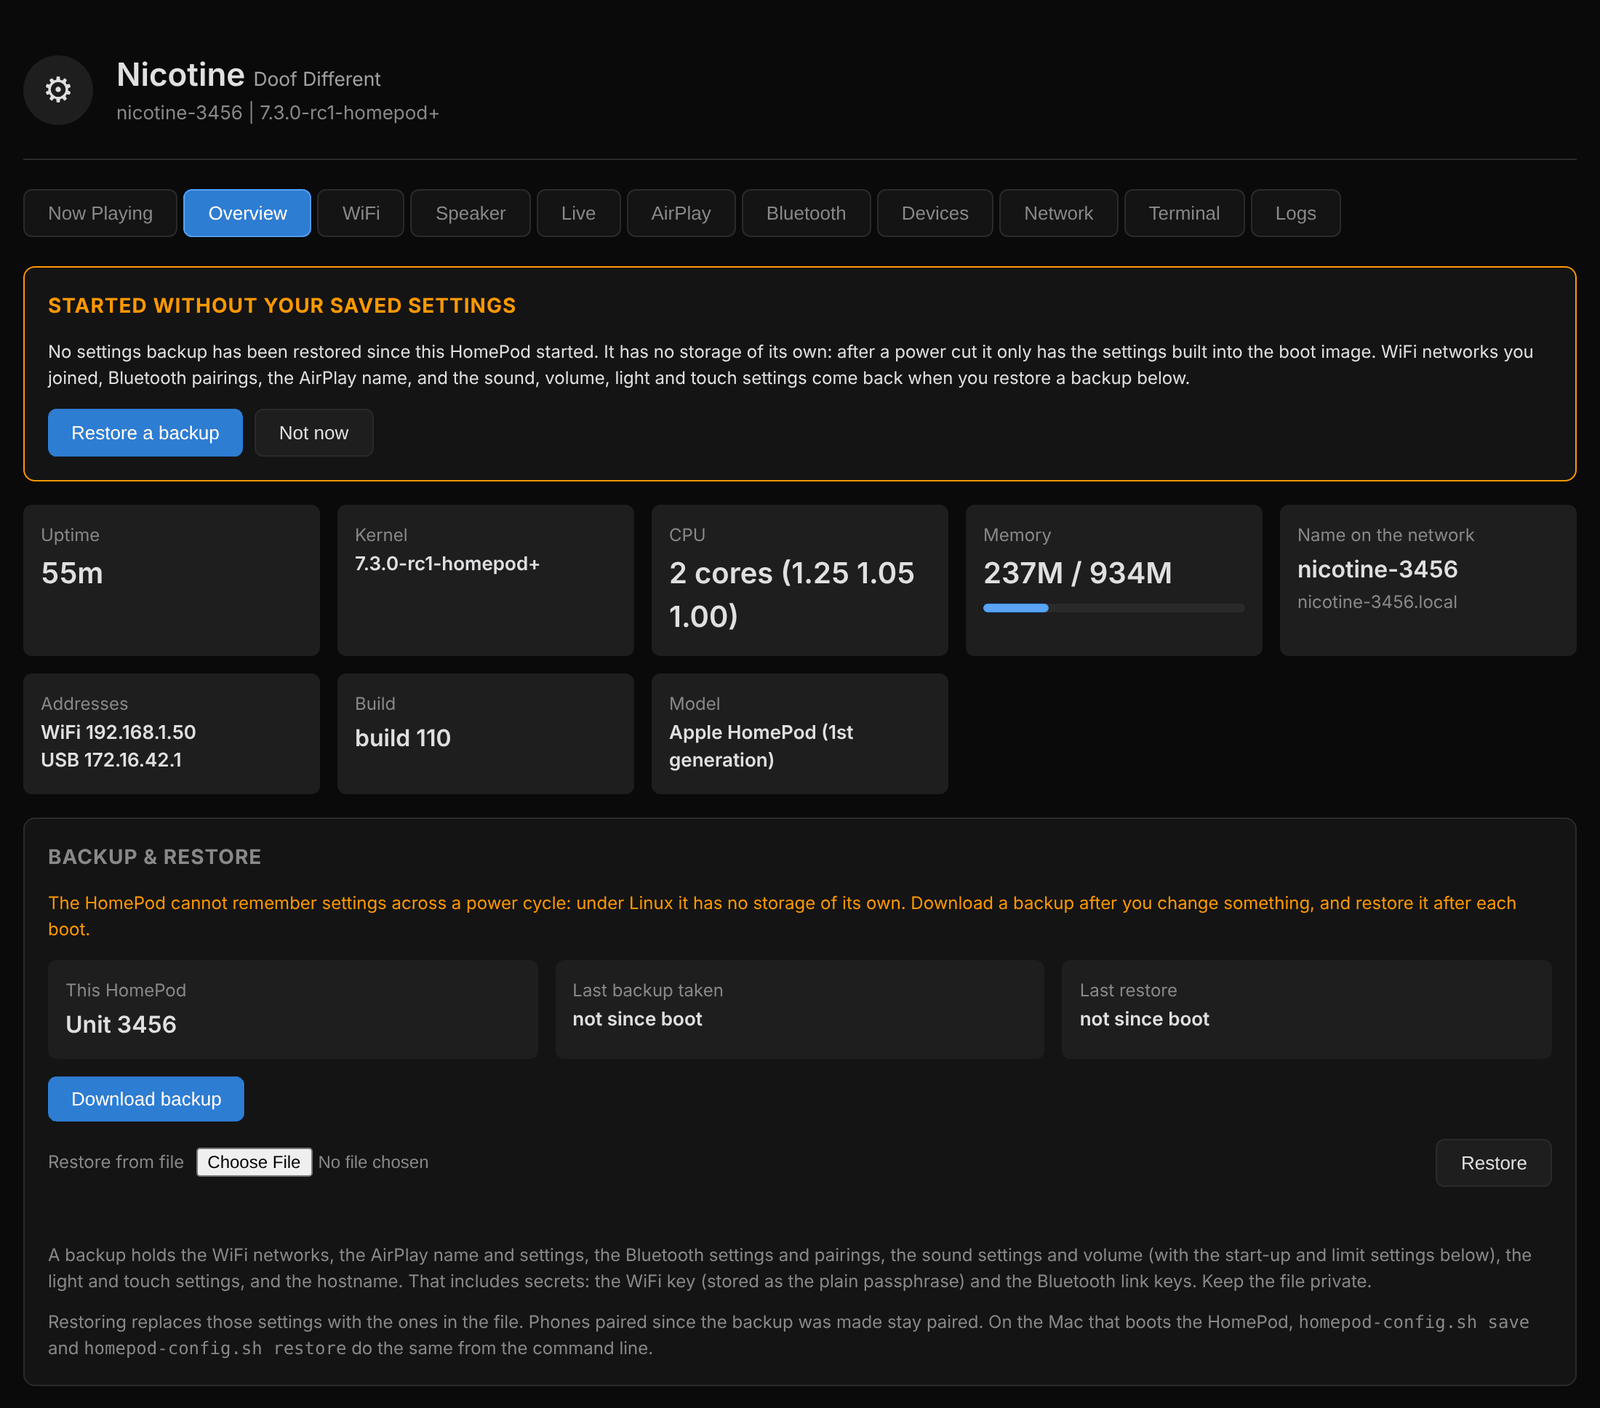 Nicotine Doof Different
nicotine-3456 | 7.3.0-rc1-homepod+
Now Playing
Overview
WiFi
Speaker
Live
AirPlay
Bluetooth
Devices
Network
Terminal
Logs
STARTED WITHOUT YOUR SAVED SETTINGS
No settings backup has been restored since this HomePod started. It has no storage of its own: after a power cut it only has the settings built into the boot image. WiFi networks you
joined, Bluetooth pairings, the AirPlay name, and the sound, volume, light and touch settings come back when you restore a backup below.
Restore a backup
Not now
Uptime
55m
Kernel
7.3.0-rc1-homepod+
CPU
2 cores (1.25 1.05
1.00)
Memory
237M / 934M
Name on the network
nicotine-3456
nicotine-3456.local
Addresses
WiFi 192.168.1.50
USB 172.16.42.1
Build
build 110
Model
Apple HomePod (1st
generation)
BACKUP & RESTORE
The HomePod cannot remember settings across a power cycle: under Linux it has no storage of its own. Download a backup after you change something, and restore it after each
boot.
This HomePod
Unit 3456
Last backup taken
not since boot
Last restore
not since boot
Download backup
Restore from file
Choose File
No file chosen
Restore
A backup holds the WiFi networks, the AirPlay name and settings, the Bluetooth settings and pairings, the sound settings and volume (with the start-up and limit settings below), the
light and touch settings, and the hostname. That includes secrets: the WiFi key (stored as the plain passphrase) and the Bluetooth link keys. Keep the file private.
Restoring replaces those settings with the ones in the file. Phones paired since the backup was made stay paired. On the Mac that boots the HomePod, homepod-config.sh save
and homepod-config.sh restore do the same from the command line.